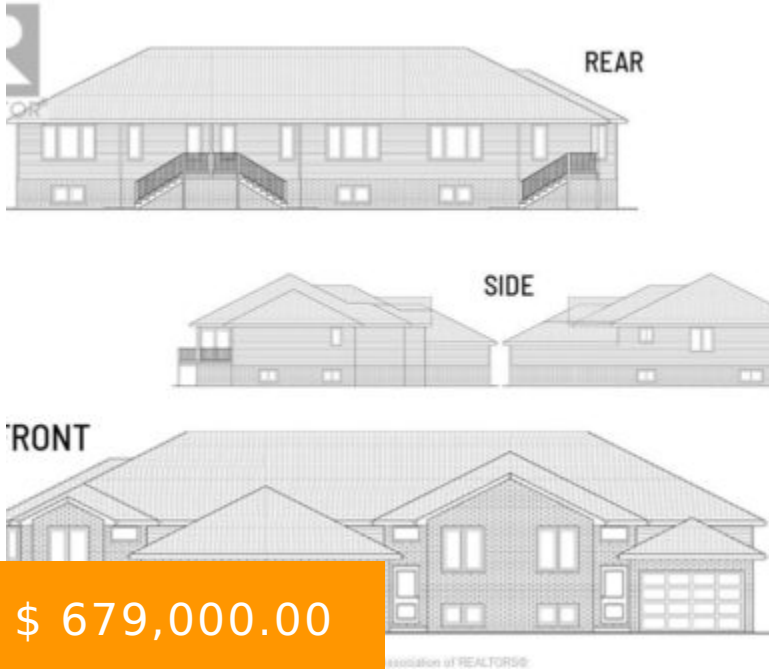 REAR
SIDE
FRONT
$ 679,000.00
association of REALTORS®